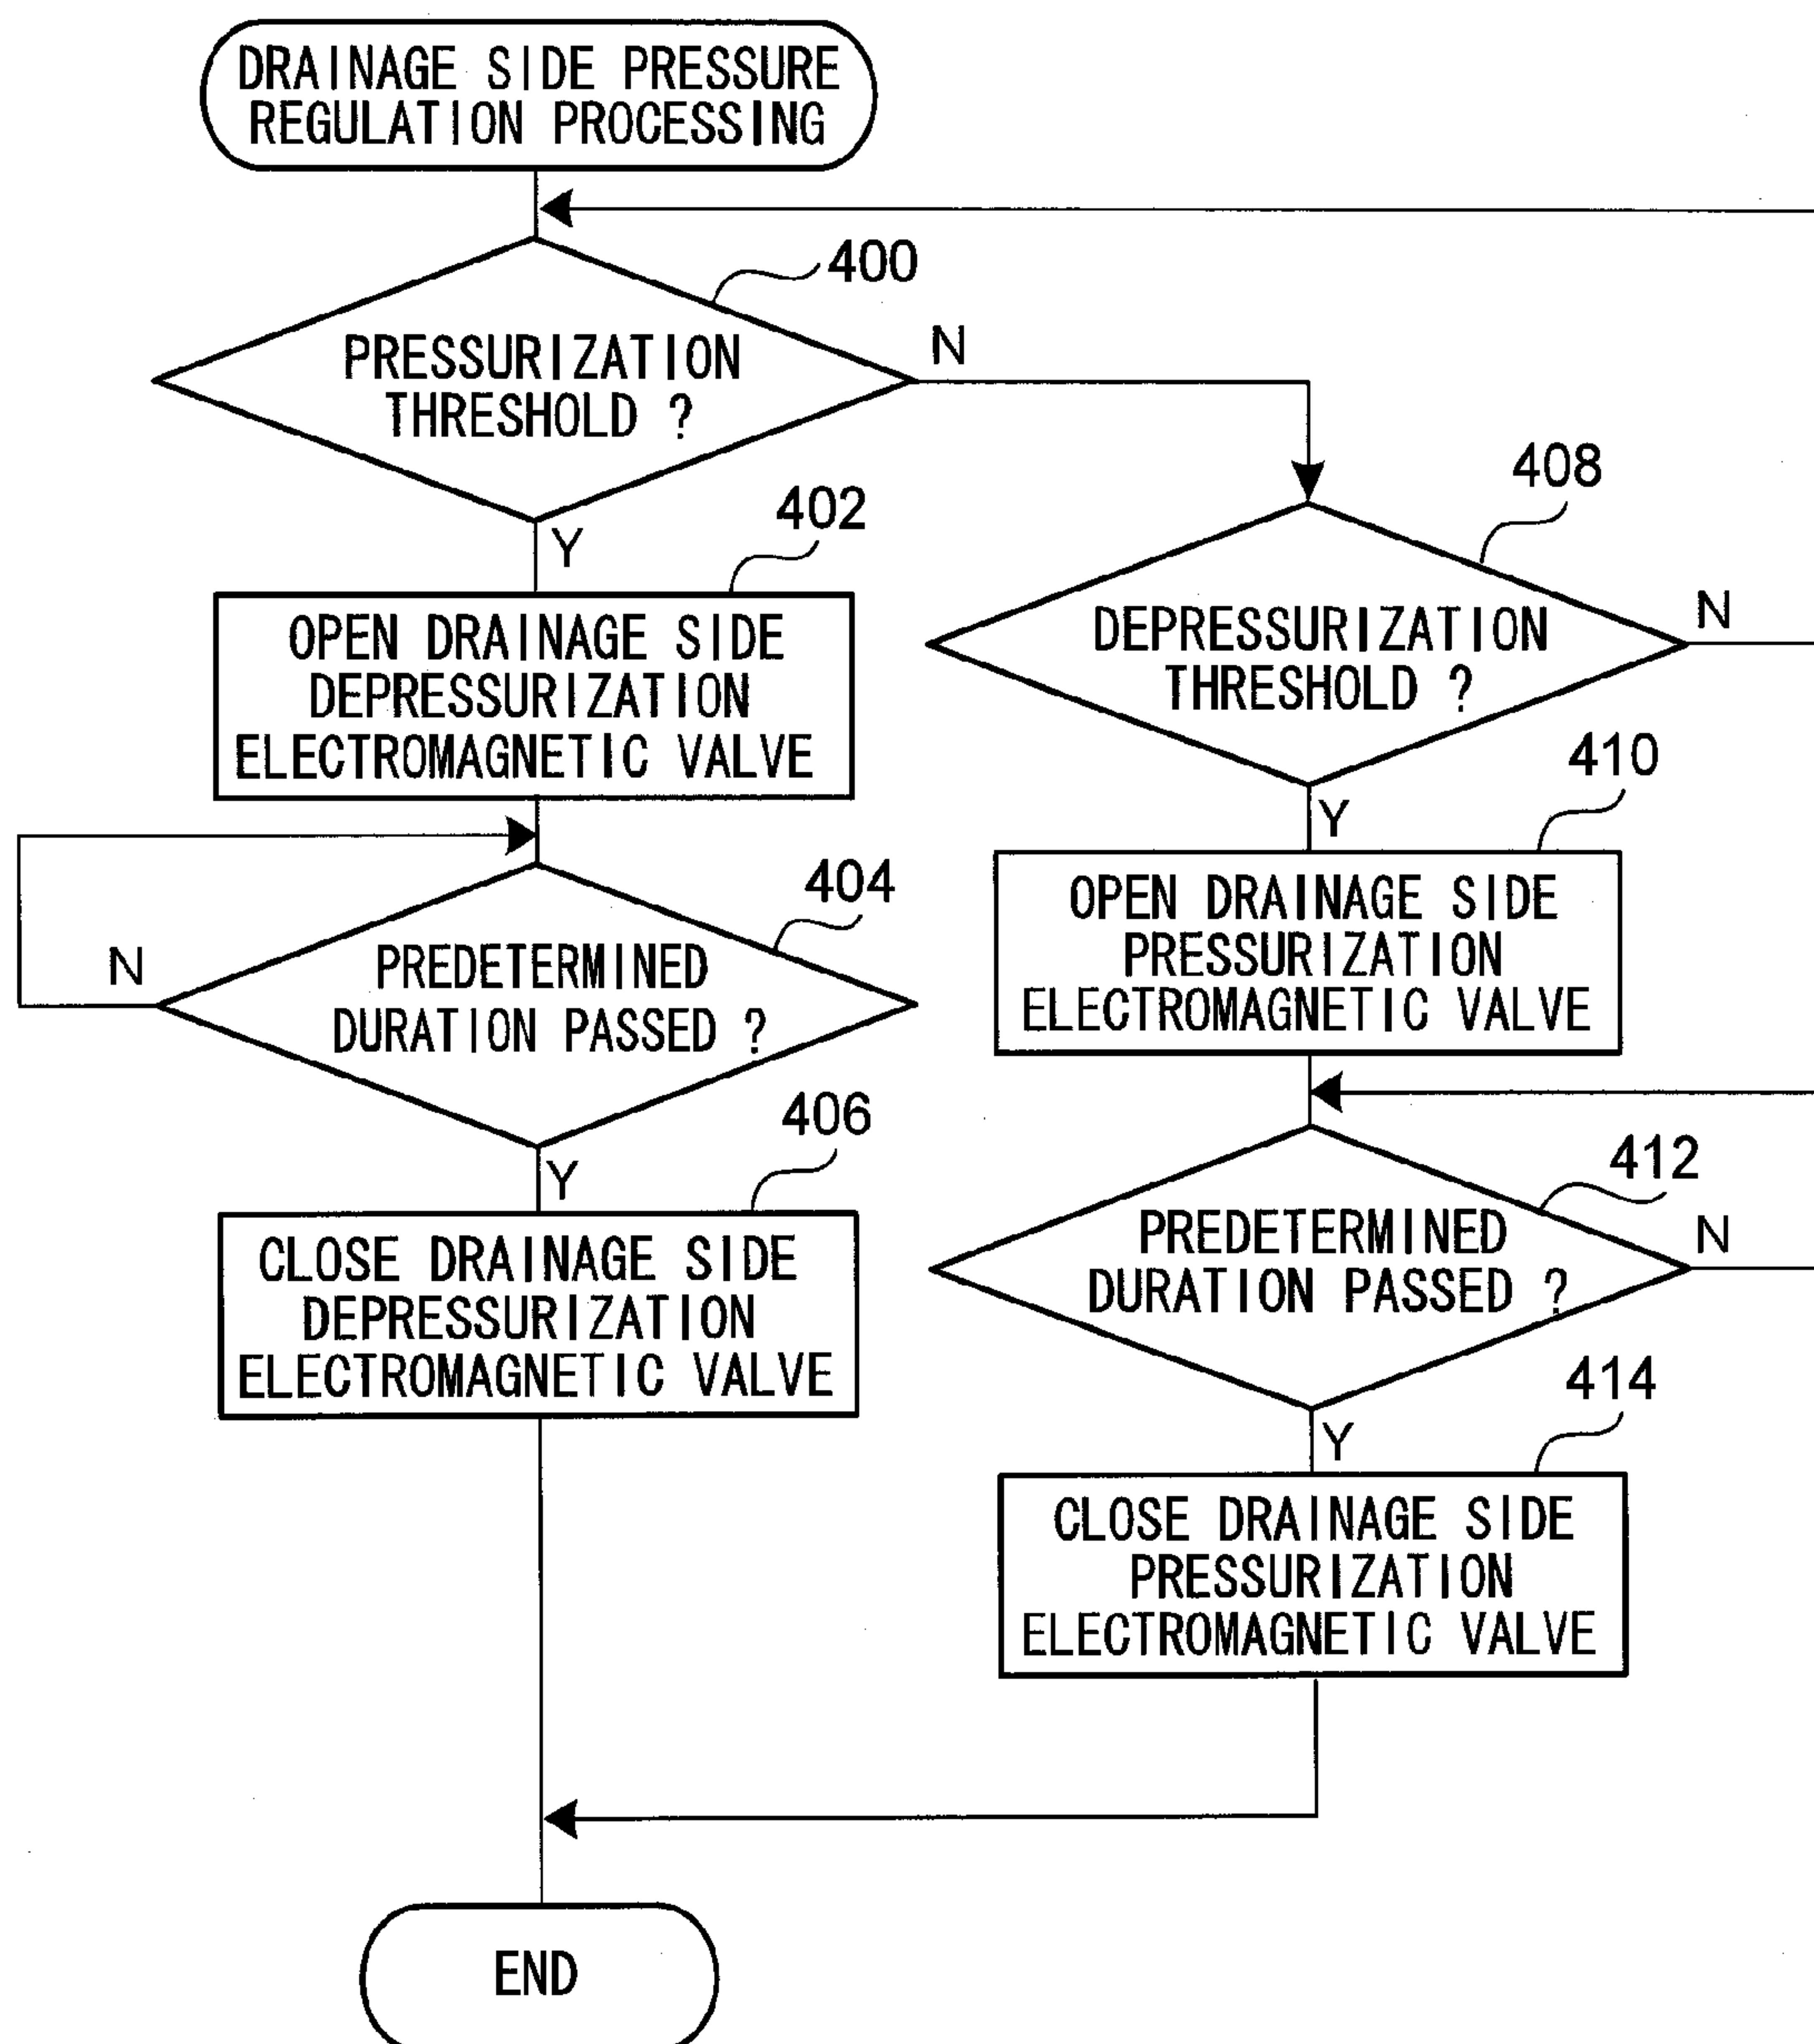 DRAINAGE SIDE PRESSURE
REGULATION PROCESSING
400
PRESSURIZATION
THRESHOLD ?
N
Y
402
OPEN DRAINAGE SIDE
DEPRESSURIZATION
ELECTROMAGNETIC VALVE
404
PREDETERMINED
DURATION PASSED ?
N
Y
406
CLOSE DRAINAGE SIDE
DEPRESSURIZATION
ELECTROMAGNETIC VALVE
408
DEPRESSURIZATION
THRESHOLD ?
N
Y
410
OPEN DRAINAGE SIDE
PRESSURIZATION
ELECTROMAGNETIC VALVE
412
PREDETERMINED
DURATION PASSED ?
N
Y
414
CLOSE DRAINAGE SIDE
PRESSURIZATION
ELECTROMAGNETIC VALVE
END